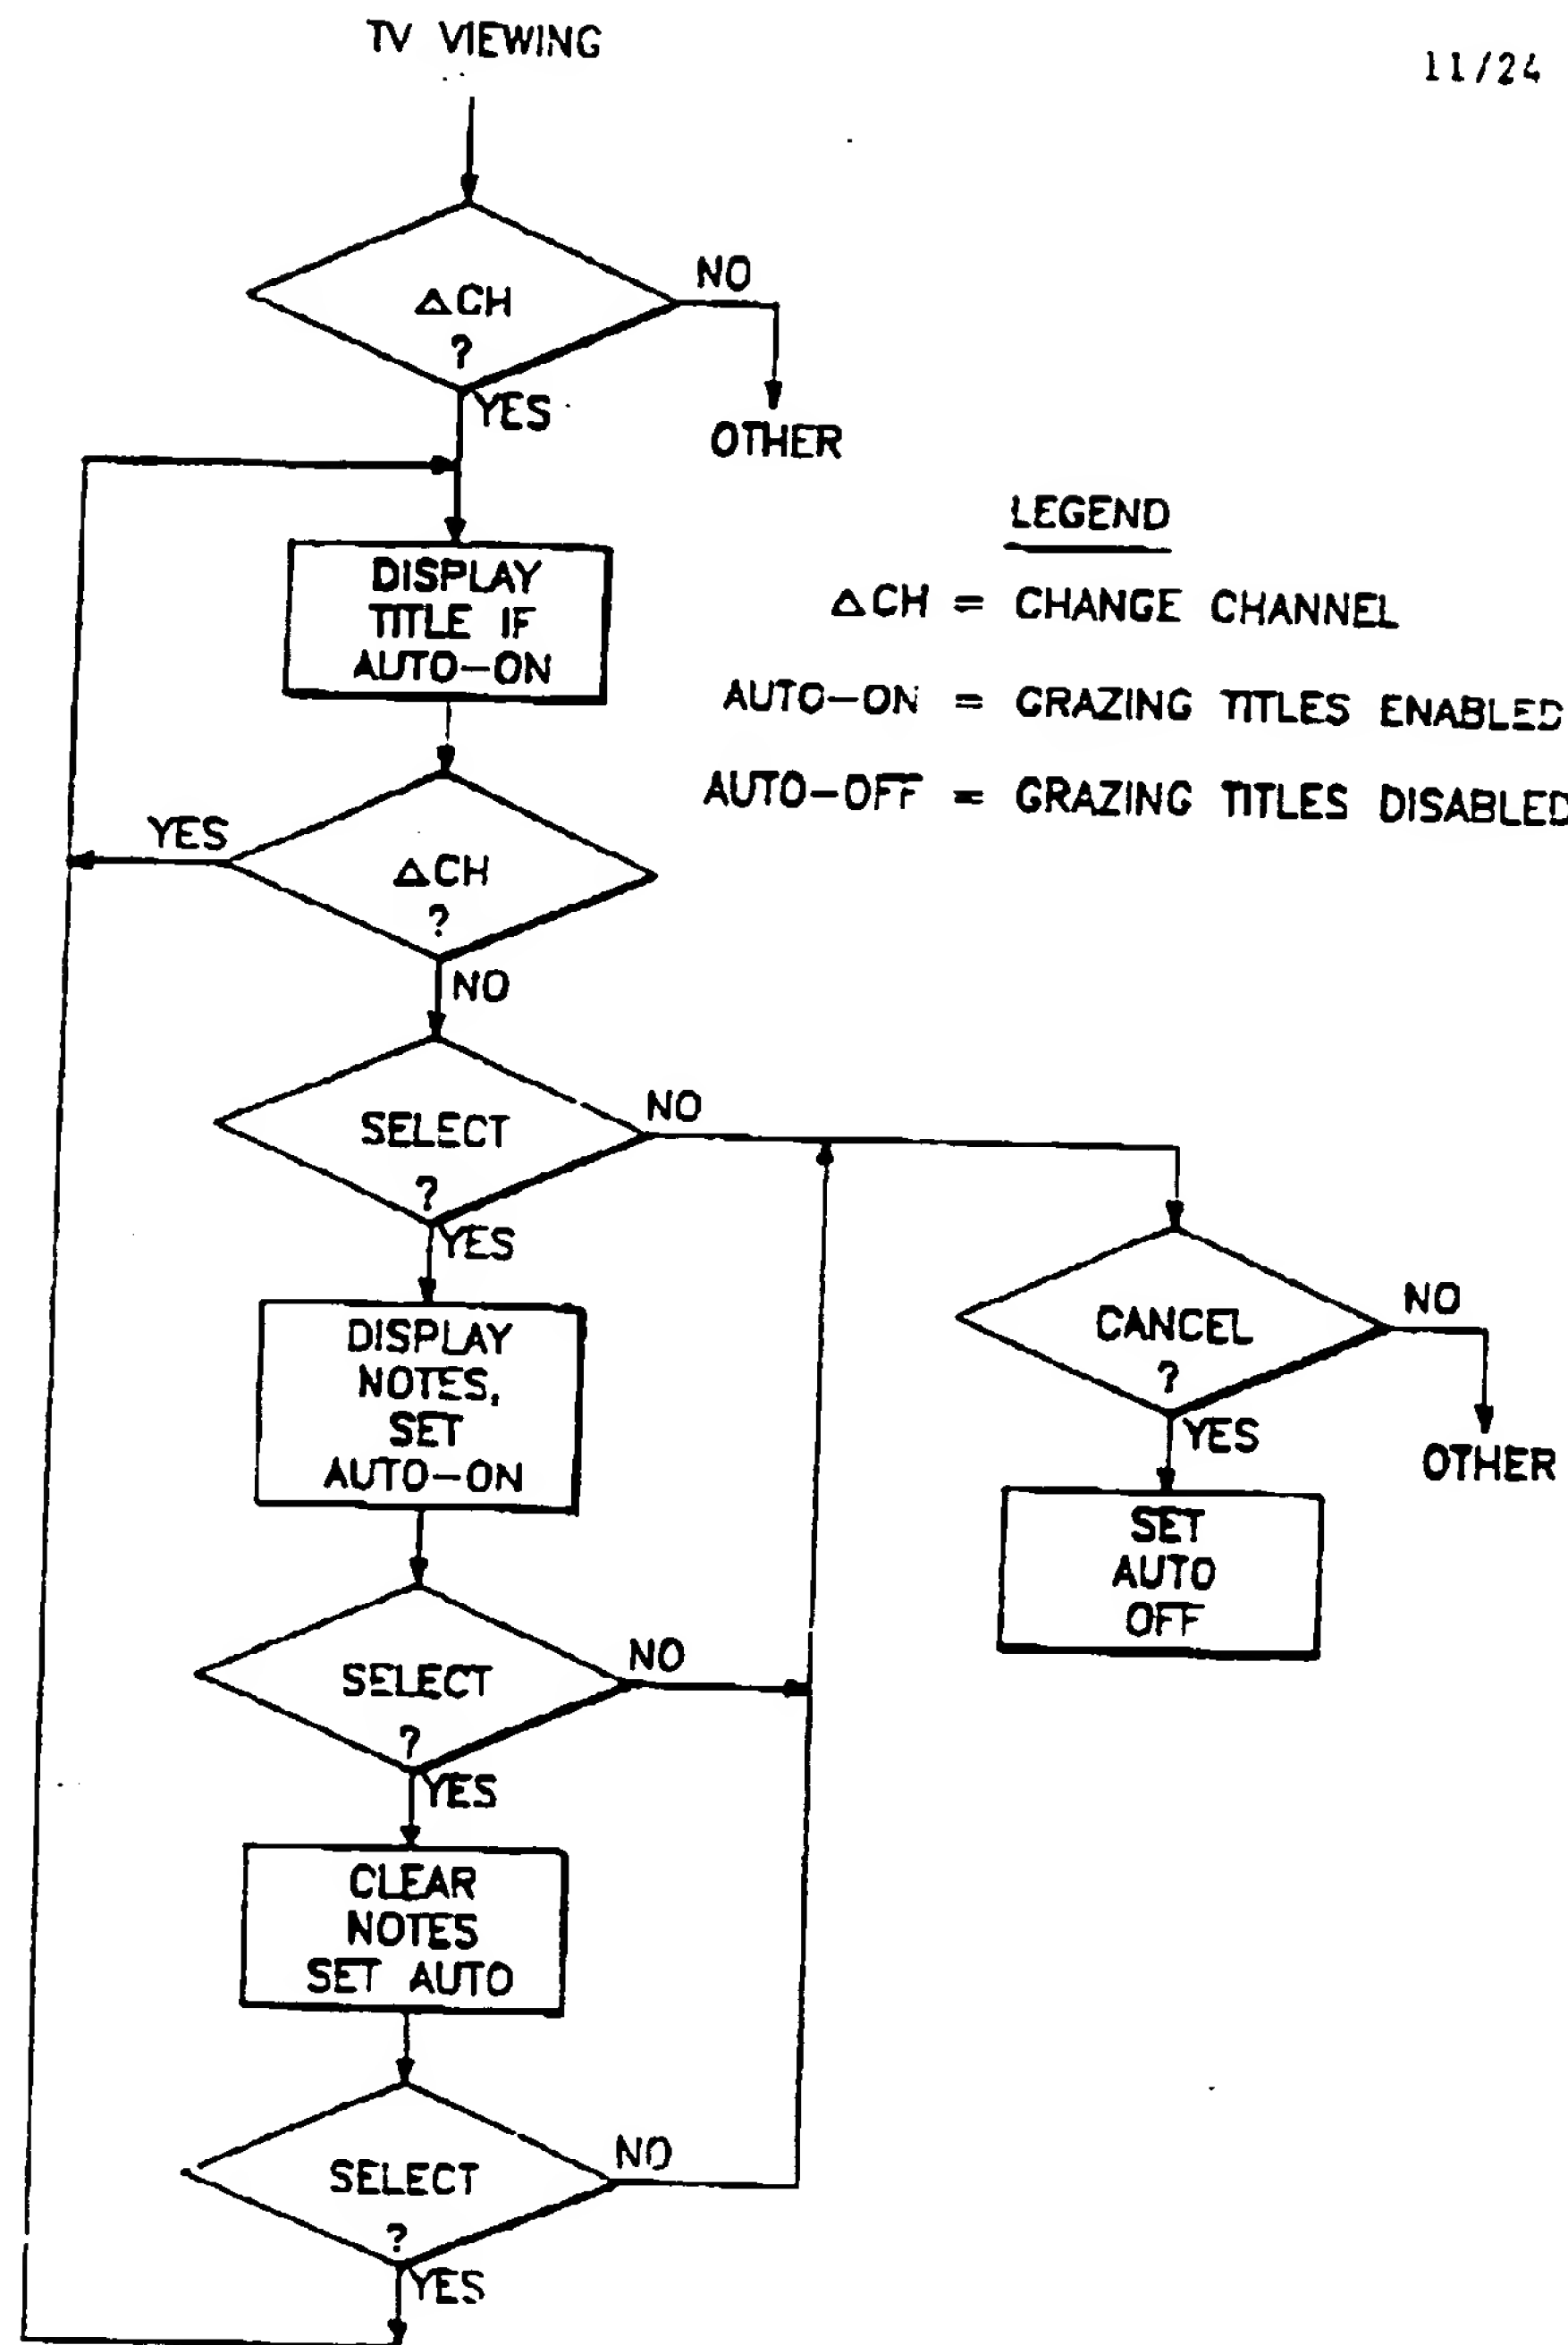 TV VIEWING
11/24
ΔCH
?
NO
YES
OTHER
DISPLAY
TITLE IF
AUTO-ON
LEGEND
ΔCH = CHANGE CHANNEL
AUTO-ON = GRAZING TITLES ENABLED
AUTO-OFF = GRAZING TITLES DISABLED
YES
ΔCH
?
NO
SELECT
?
NO
YES
DISPLAY
NOTES,
SET
AUTO-ON
CANCEL
?
NO
YES
OTHER
SET
AUTO
OFF
SELECT
?
NO
YES
CLEAR
NOTES
SET AUTO
SELECT
?
NO
YES